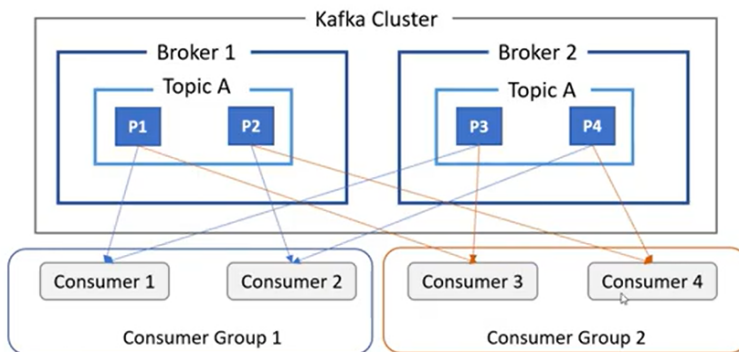 Kafka Cluster
Broker 1
Broker 2
Topic A
Topic A
P1
P2
P3
P4
Consumer 1
Consumer 2
Consumer 3
Consumer 4
Consumer Group 1
Consumer Group 2